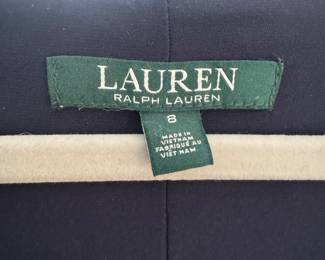 LAUREN
RALPH LAUREN
8
MADE IN
VIETNAM
FABRIQUÉ AU
VIÊT NAM